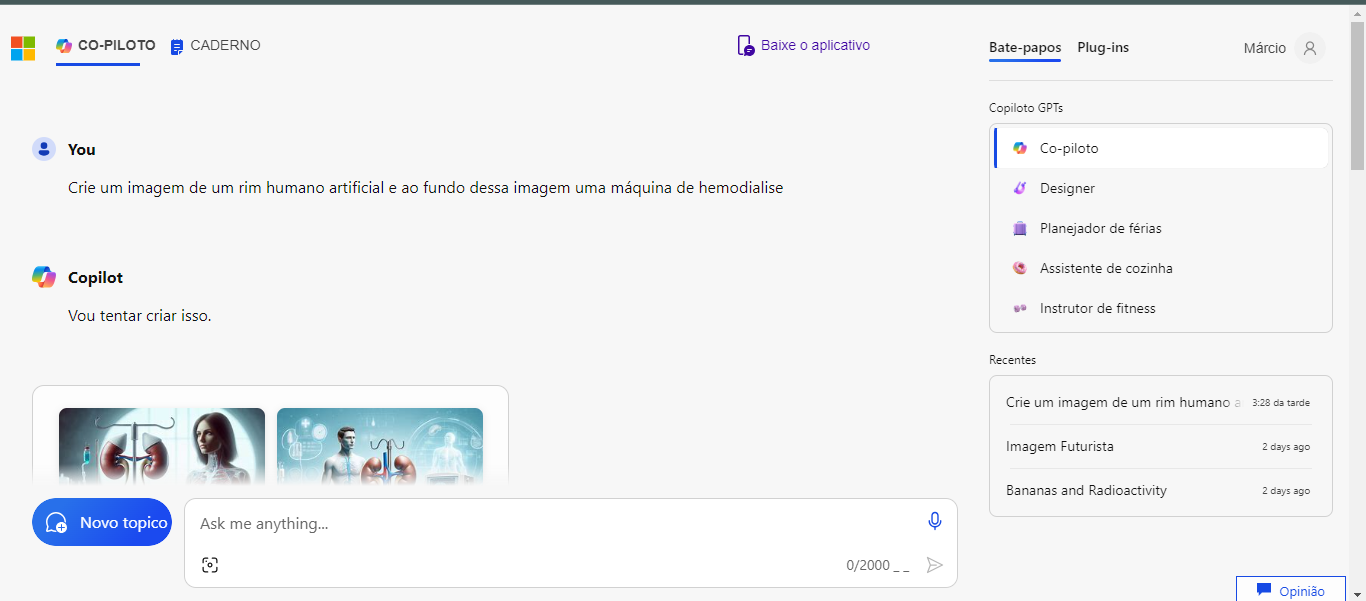 CO-PILOTO
CADERNO
Baixe o aplicativo
Bate-papos
Plug-ins
Márcio
You
Crie um imagem de um rim humano artificial e ao fundo dessa imagem uma máquina de hemodialise
Copilot
Vou tentar criar isso.
Novo topico
Ask me anything...
0/2000 _ _
Copiloto GPTs
Co-piloto
Designer
Planejador de férias
Assistente de cozinha
Instrutor de fitness
Recentes
Crie um imagem de um rim humano a 3:28 da tarde
Imagem Futurista 2 days ago
Bananas and Radioactivity 2 days ago
Opinião